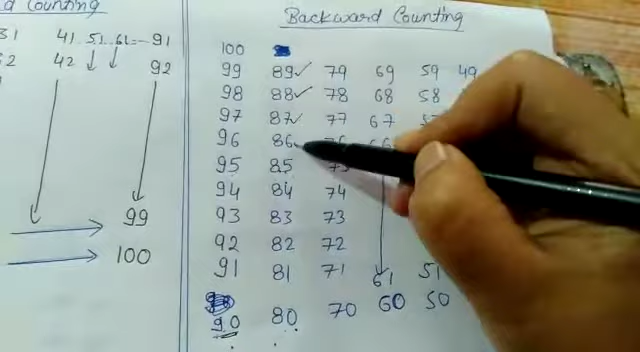 d Counting
31 41 51 61 -- 91
42 92
99
100
Backward Counting
100
99 89 79 69 59 49
98 88 78 68 58
97 87 77 67
96 86
95 85
94 84 74
93 83 73
92 82 72
91 81 71 61 51
90 80 70 60 50